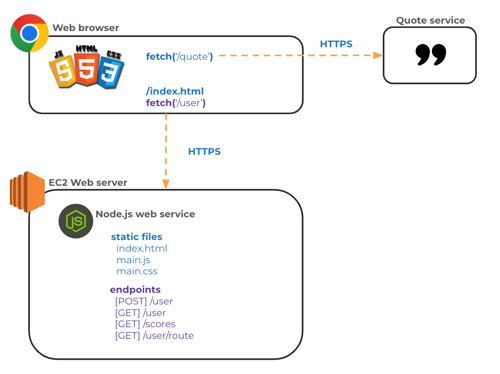 Web browser
Quote service
JS HTML CSS
5 5 3
fetch('/quote')
HTTPS
/index.html
fetch('/user')
HTTPS
EC2 Web server
JS
Node.js web service
static files
index.html
main.js
main.css
endpoints
[POST] /user
[GET] /user
[GET] /scores
[GET] /user/route